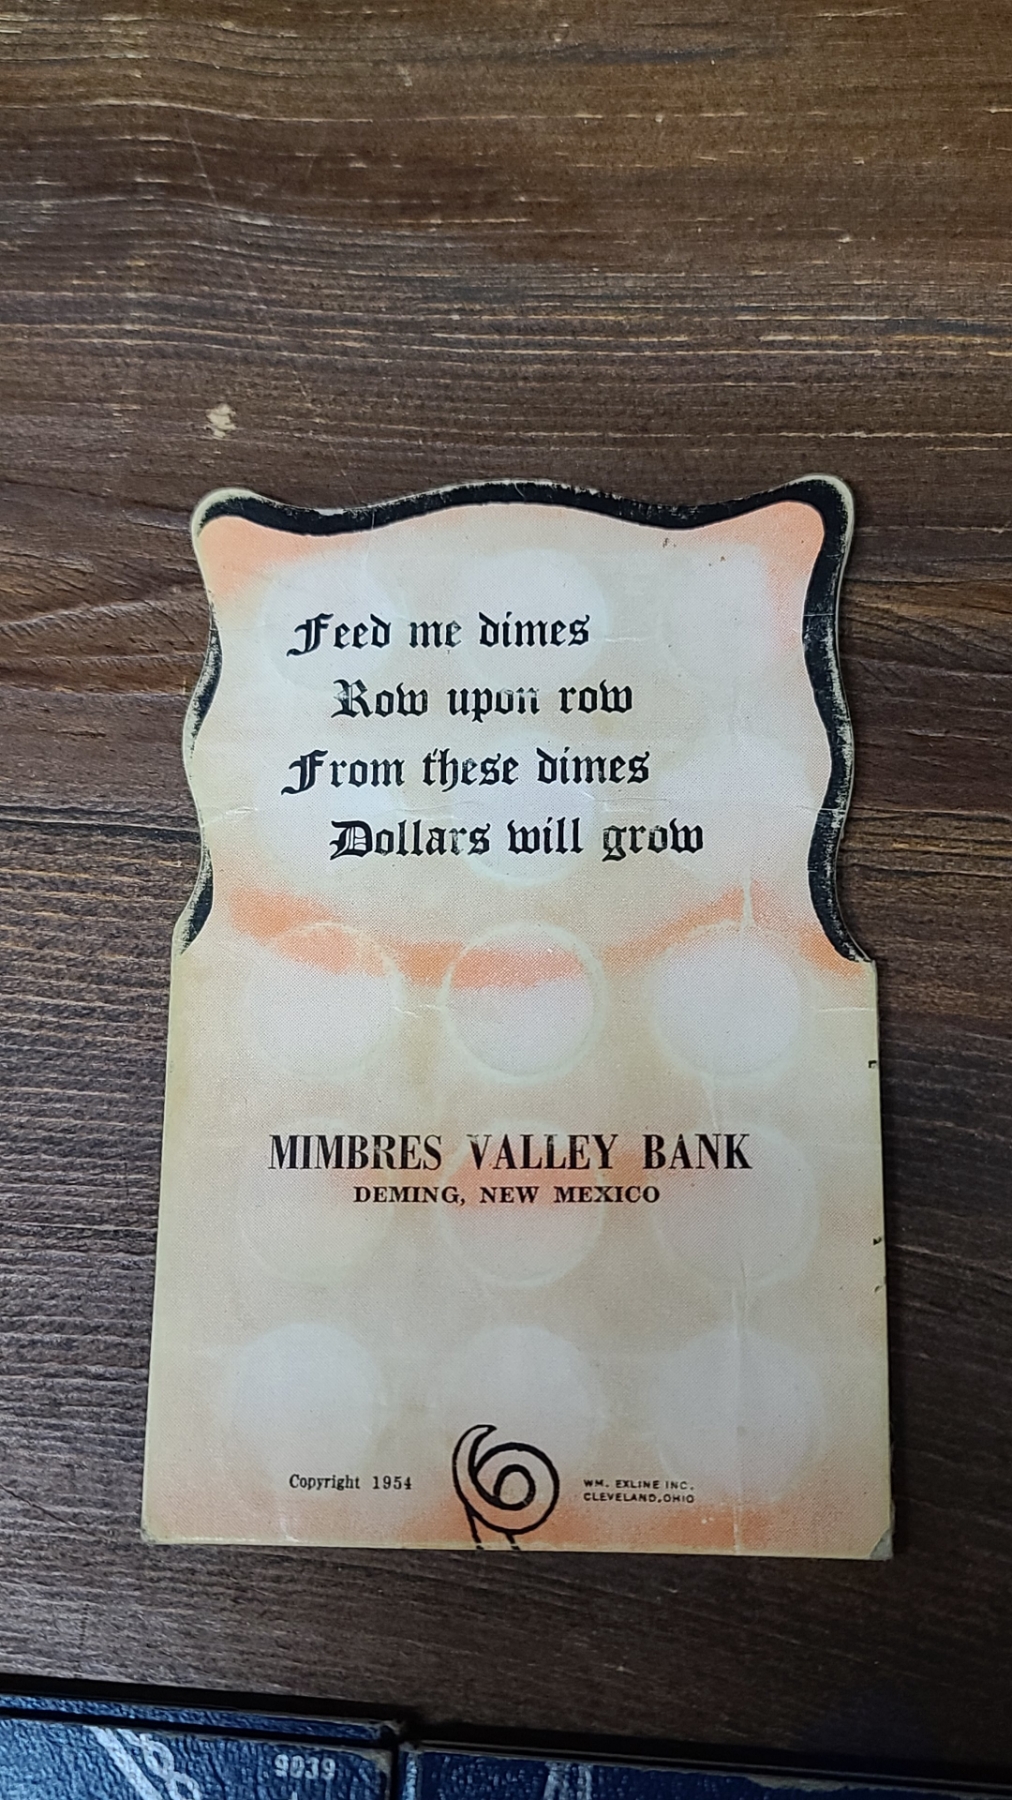 Feed me dimes
Row upon row
From these dimes
Dollars will grow
MIMBRES VALLEY BANK
DEMING, NEW MEXICO
Copyright 1954
WM. EXLINE INC.
CLEVELAND, OHIO
9039